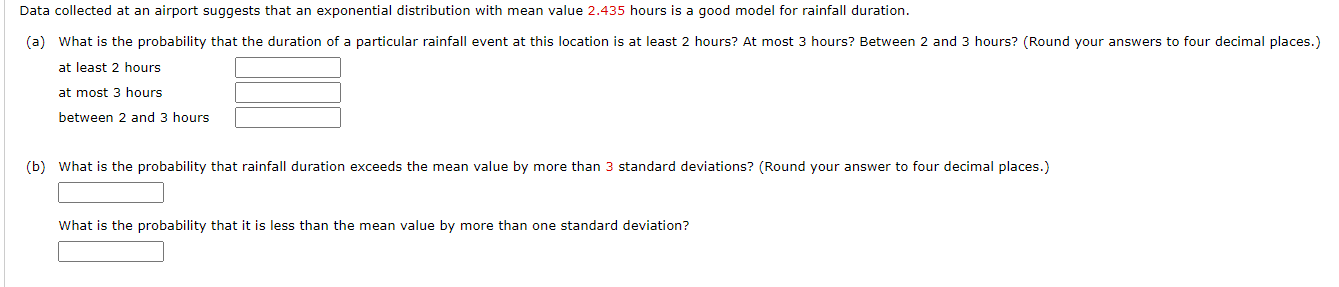 Data collected at an airport suggests that an exponential distribution with mean value 2.435 hours is a good model for rainfall duration.
(a) What is the probability that the duration of a particular rainfall event at this location is at least 2 hours? At most 3 hours? Between 2 and 3 hours? (Round your answers to four decimal places.)
at least 2 hours
at most 3 hours
between 2 and 3 hours
(b) What is the probability that rainfall duration exceeds the mean value by more than 3 standard deviations? (Round your answer to four decimal places.)
What is the probability that it is less than the mean value by more than one standard deviation?